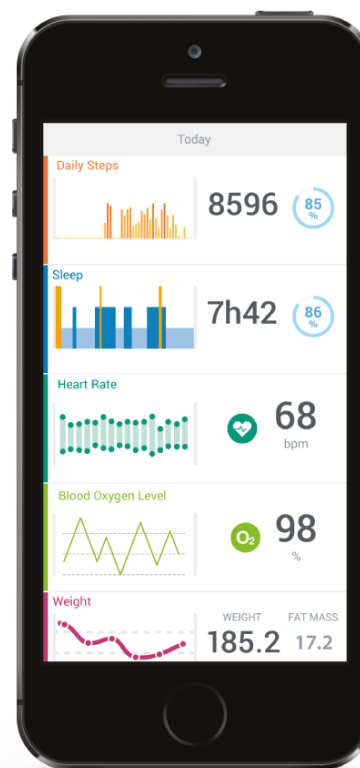 Today
Daily Steps
8596
85
%
Sleep
7h42
86
%
Heart Rate
68
bpm
Blood Oxygen Level
O2
98
%
Weight
WEIGHT FAT MASS
185.2 17.2